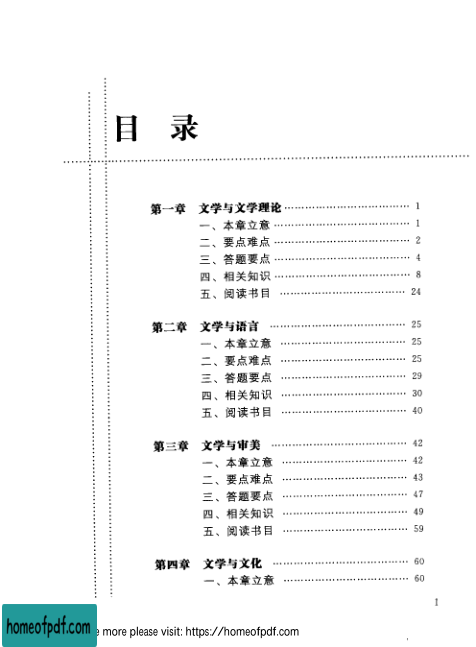 目 录
第一章 文学与文学理论 …………………………… 1
一、本章立意 …………………………… 1
二、要点难点 …………………………… 2
三、答题要点 …………………………… 4
四、相关知识 …………………………… 8
五、阅读书目 …………………………… 24
第二章 文学与语言 …………………………… 25
一、本章立意 …………………………… 25
二、要点难点 …………………………… 25
三、答题要点 …………………………… 29
四、相关知识 …………………………… 30
五、阅读书目 …………………………… 40
第三章 文学与审美 …………………………… 42
一、本章立意 …………………………… 42
二、要点难点 …………………………… 43
三、答题要点 …………………………… 47
四、相关知识 …………………………… 49
五、阅读书目 …………………………… 59
第四章 文学与文化 …………………………… 60
一、本章立意 …………………………… 60
1
homeofpdf.com
e more please visit: https://homeofpdf.com